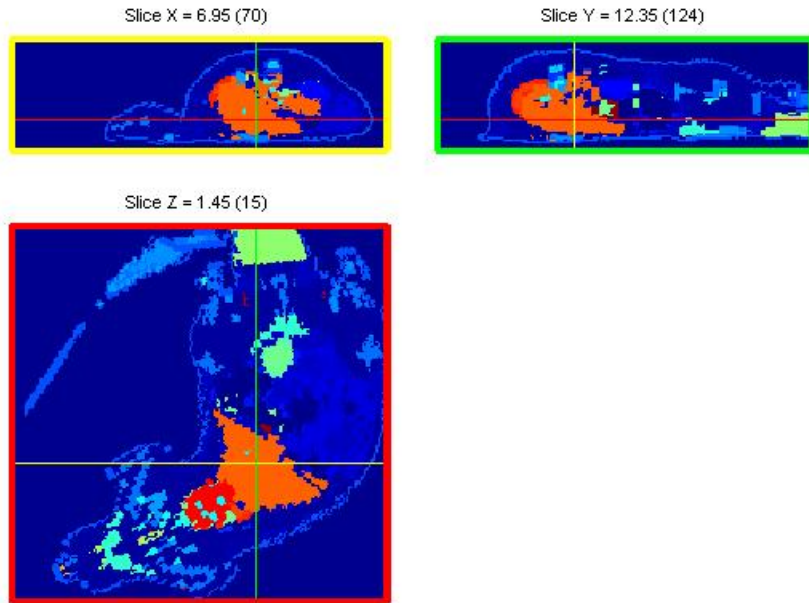 Slice X = 6.95 (70)
Slice Y = 12.35 (124)
Slice Z = 1.45 (15)